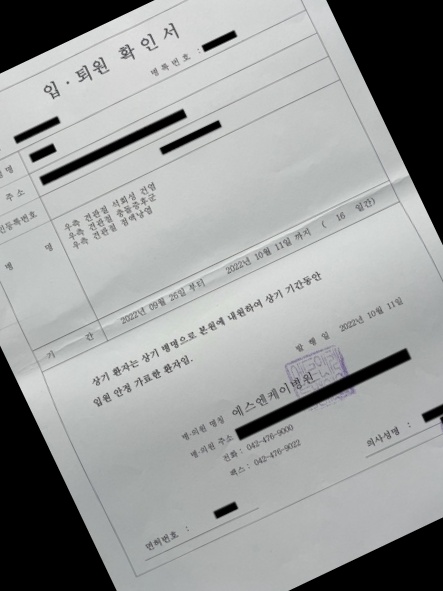 입 · 퇴원 확 인 서
병 록 번 호 :
주 소
병 명
우측 견관절 석회성 건염
우측 견관절 충돌증후군
우측 견관절 점액낭염
기 간
2022년 09월 26일 부터 2022년 10월 11일 까지 ( 16 일간)
상기 환자는 상기 병명으로 본원에 내원하여 상기 기간동안
입원 안정 가료한 환자임.
발 행 일 2022년 10월 11일
병·의원 명칭 에스엔케이병원
병·의원 주소
전화 : 042-476-9000
팩스 : 042-476-9022
의사성명 :
면허번호 :